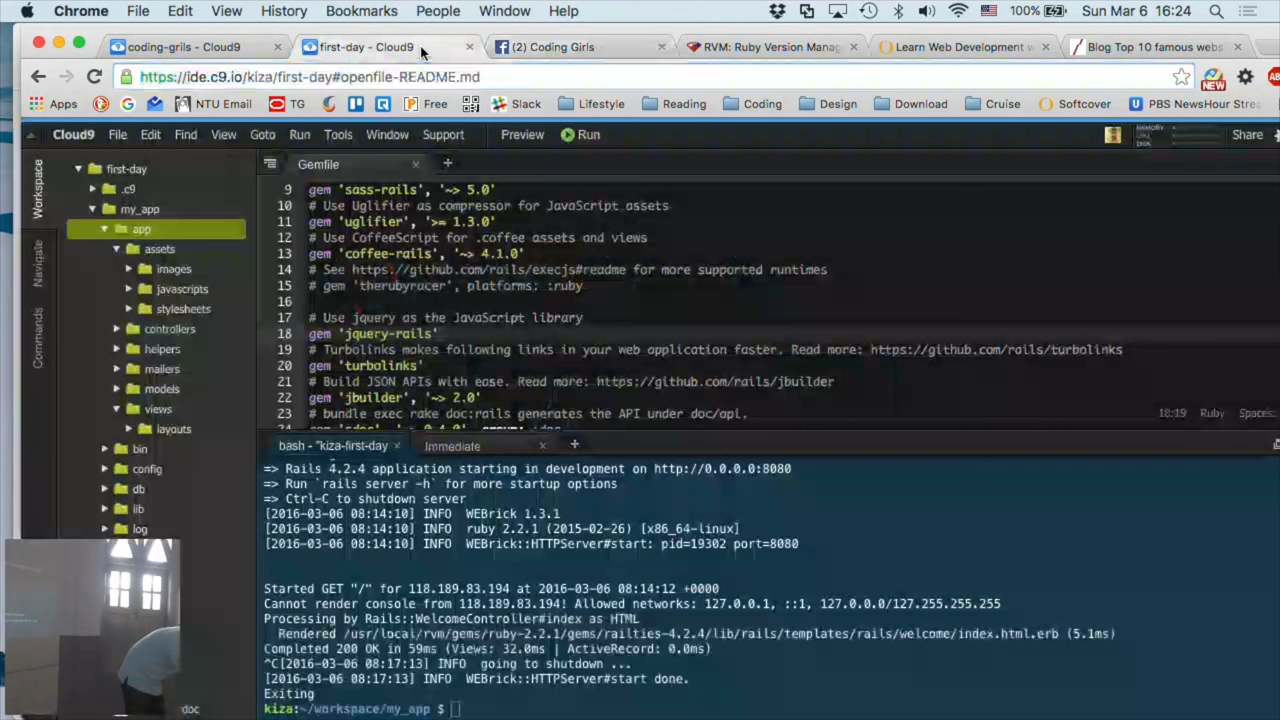 Chrome File Edit View History Bookmarks People Window Help 100% Sun Mar 6 16:24
coding-grils - Cloud9 first-day - Cloud9 (2) Coding Girls RVM: Ruby Version Mana Learn Web Development Blog Top 10 famous webs
https://ide.c9.io/kiza/first-day#openfile-README.md NEW
Apps NTU Email TG Free Slack Lifestyle Reading Coding Design Download Cruise Softcover PBS NewsHour Strea
Cloud9 File Edit Find View Goto Run Tools Window Support Preview Run MEMORY CPU DISK Share
Workspace
Navigate
Commands
first-day
.c9
my_app
app
assets
images
javascripts
stylesheets
controllers
helpers
mailers
models
views
layouts
bin
config
db
lib
log
doc
Gemfile
9 gem 'sass-rails', '~> 5.0'
10 # Use Uglifier as compressor for JavaScript assets
11 gem 'uglifier', '>= 1.3.0'
12 # Use CoffeeScript for .coffee assets and views
13 gem 'coffee-rails', '~> 4.1.0'
14 # See https://github.com/rails/execjs#readme for more supported runtimes
15 # gem 'therubyracer', platforms: :ruby
16
17 # Use jquery as the JavaScript library
18 gem 'jquery-rails'
19 # Turbolinks makes following links in your web application faster. Read more: https://github.com/rails/turbolinks
20 gem 'turbolinks'
21 # Build JSON APIs with ease. Read more: https://github.com/rails/jbuilder
22 gem 'jbuilder', '~> 2.0'
23 # bundle exec rake doc:rails generates the API under doc/api.
18:19 Ruby Spaces:
bash - "kiza-first-day Immediate
=> Rails 4.2.4 application starting in development on http://0.0.0.0:8080
=> Run `rails server -h` for more startup options
=> Ctrl-C to shutdown server
[2016-03-06 08:14:10] INFO WEBrick 1.3.1
[2016-03-06 08:14:10] INFO ruby 2.2.1 (2015-02-26) [x86_64-linux]
[2016-03-06 08:14:10] INFO WEBrick::HTTPServer#start: pid=19302 port=8080
Started GET "/" for 118.189.83.194 at 2016-03-06 08:14:12 +0000
Cannot render console from 118.189.83.194! Allowed networks: 127.0.0.1, ::1, 127.0.0.0/127.255.255.255
Processing by Rails::WelcomeController#index as HTML
Rendered /usr/local/rvm/gems/ruby-2.2.1/gems/railties-4.2.4/lib/rails/templates/rails/welcome/index.html.erb (5.1ms)
Completed 200 OK in 59ms (Views: 32.0ms | ActiveRecord: 0.0ms)
^C[2016-03-06 08:17:13] INFO going to shutdown ...
[2016-03-06 08:17:13] INFO WEBrick::HTTPServer#start done.
Exiting
kiza:~/workspace/my_app $